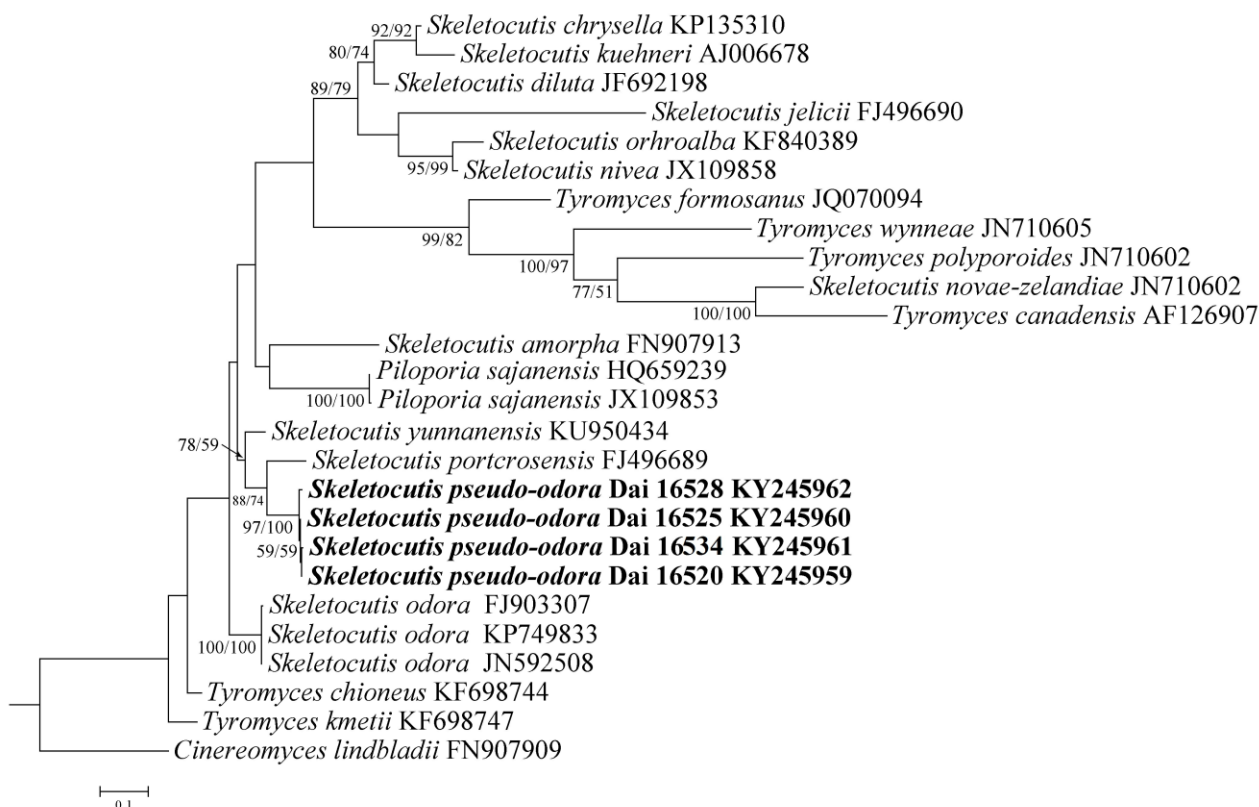 92/92
Skeletocutis chrysella KP135310
80/74
Skeletocutis kuehneri AJ006678
89/79
Skeletocutis diluta JF692198
Skeletocutis jelicii FJ496690
Skeletocutis orhroalba KF840389
95/99
Skeletocutis nivea JX109858
Tyromyces formosanus JQ070094
99/82
Tyromyces wynneae JN710605
100/97
Tyromyces polyporoides JN710602
77/51
Skeletocutis novae-zelandiae JN710602
100/100
Tyromyces canadensis AF126907
Skeletocutis amorpha FN907913
Piloporia sajanensis HQ659239
100/100
Piloporia sajanensis JX109853
78/59
Skeletocutis yunnanensis KU950434
Skeletocutis portcrosensis FJ496689
88/74
Skeletocutis pseudo-odora Dai 16528 KY245962
97/100
Skeletocutis pseudo-odora Dai 16525 KY245960
59/59
Skeletocutis pseudo-odora Dai 16534 KY245961
Skeletocutis pseudo-odora Dai 16520 KY245959
Skeletocutis odora FJ903307
100/100
Skeletocutis odora KP749833
Skeletocutis odora JN592508
Tyromyces chioneus KF698744
Tyromyces kmetii KF698747
Cinereomyces lindbladii FN907909
0.1